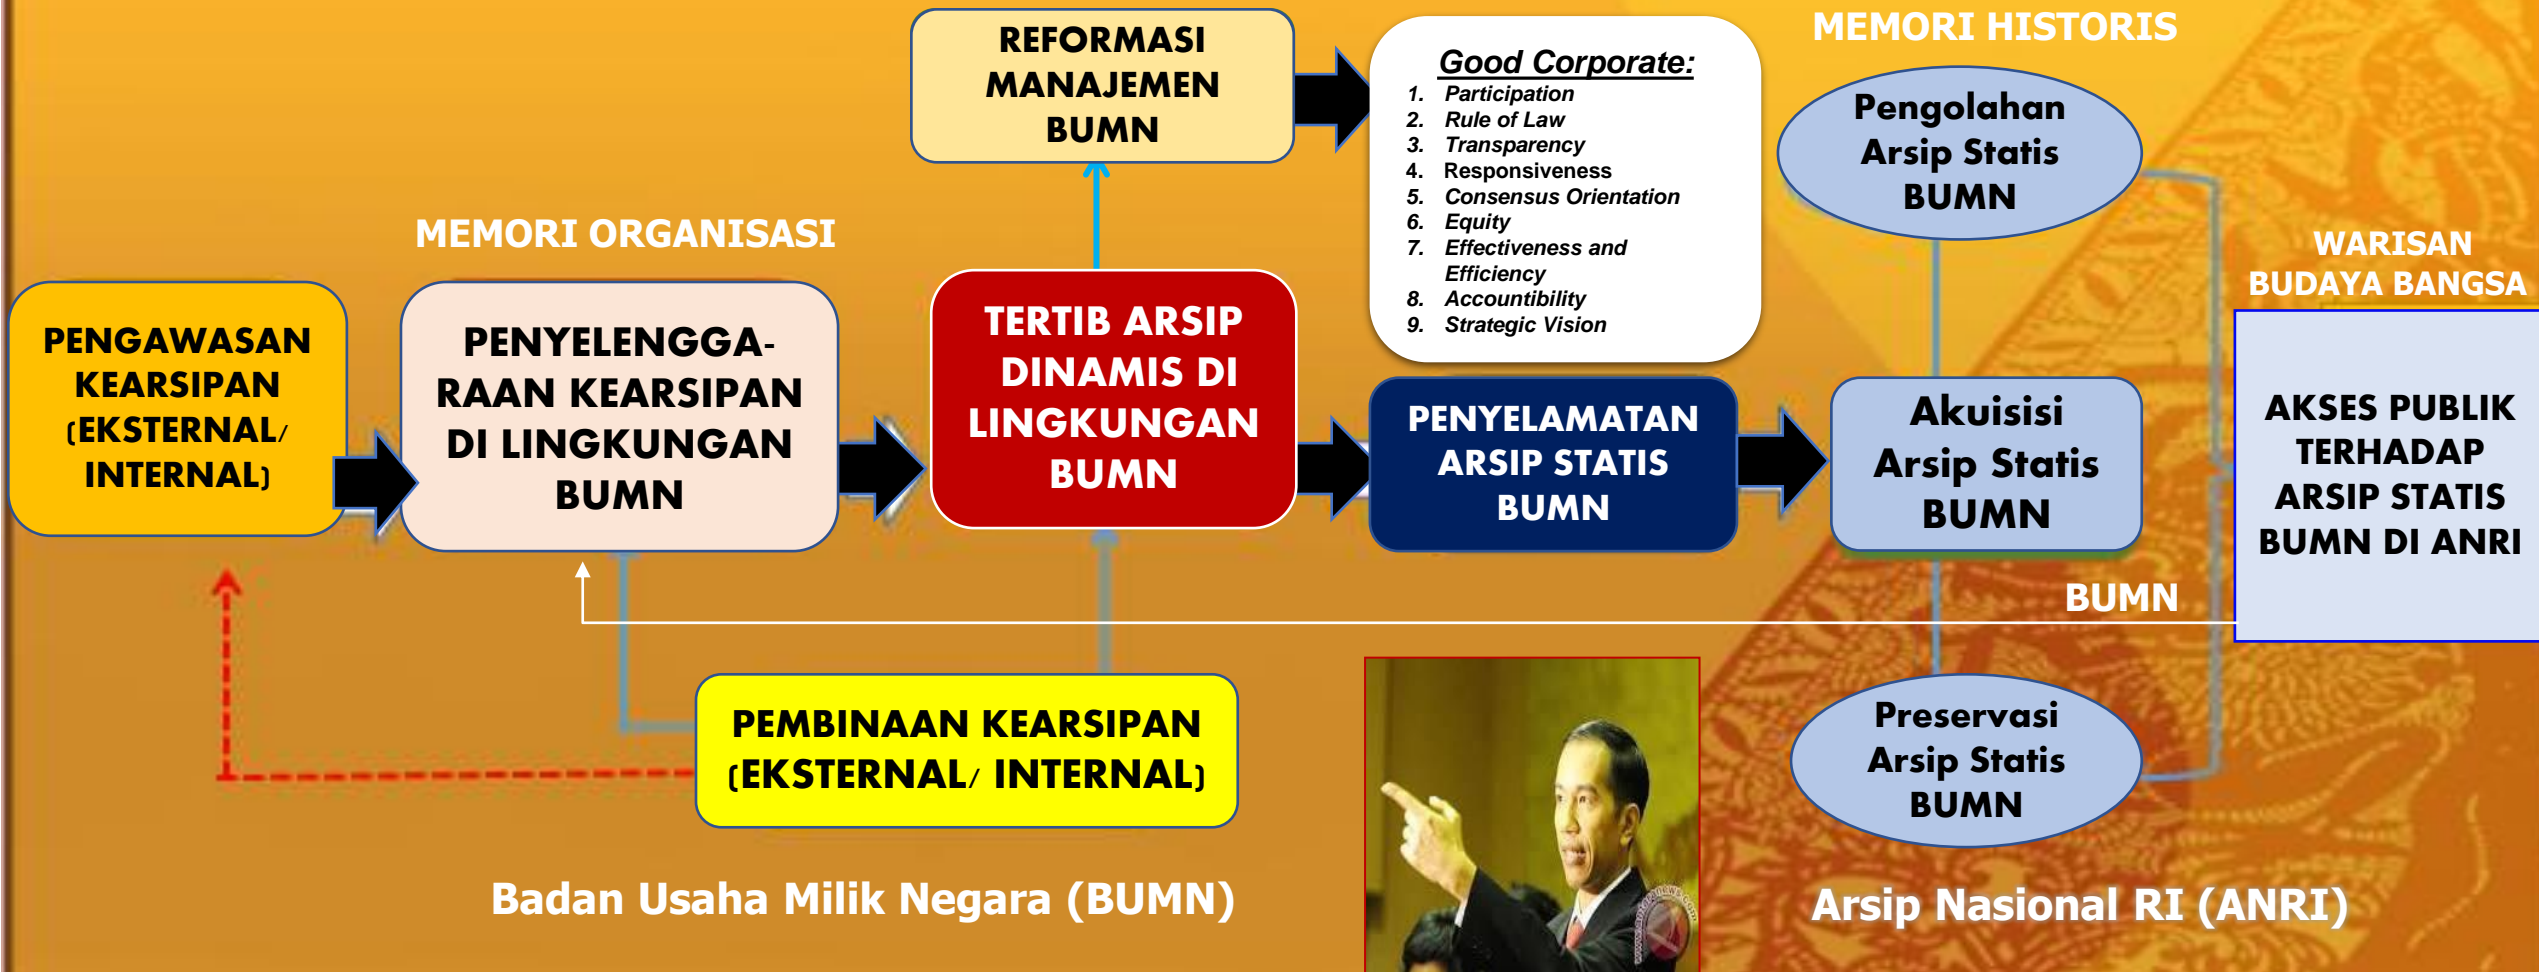 REFORMASI
MANAJEMEN
BUMN
Good Corporate:
1. Participation
2. Rule of Law
3. Transparency
4. Responsiveness
5. Consensus Orientation
6. Equity
7. Effectiveness and
Efficiency
8. Accountibility
9. Strategic Vision
MEMORI HISTORIS
Pengolahan
Arsip Statis
BUMN
MEMORI ORGANISASI
WARISAN
BUDAYA BANGSA
PENGAWASAN
KEARSIPAN
(EKSTERNAL/
INTERNAL)
PENYELENGGA-
RAAN KEARSIPAN
DI LINGKUNGAN
BUMN
TERTIB ARSIP
DINAMIS DI
LINGKUNGAN
BUMN
PENYELAMATAN
ARSIP STATIS
BUMN
Akuisisi
Arsip Statis
BUMN
AKSES PUBLIK
TERHADAP
ARSIP STATIS
BUMN DI ANRI
BUMN
PEMBINAAN KEARSIPAN
(EKSTERNAL/ INTERNAL)
Preservasi
Arsip Statis
BUMN
Badan Usaha Milik Negara (BUMN)
Arsip Nasional RI (ANRI)